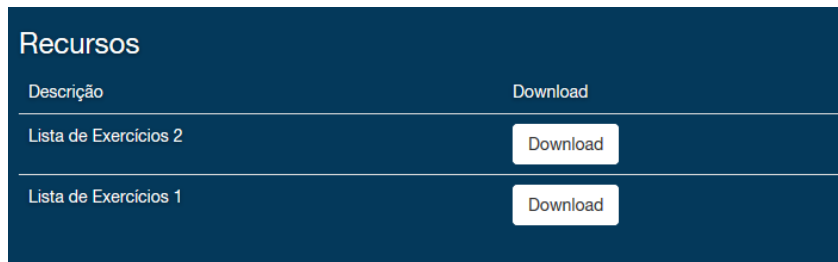 Recursos
Descrição Download
Lista de Exercícios 2 Download
Lista de Exercícios 1 Download